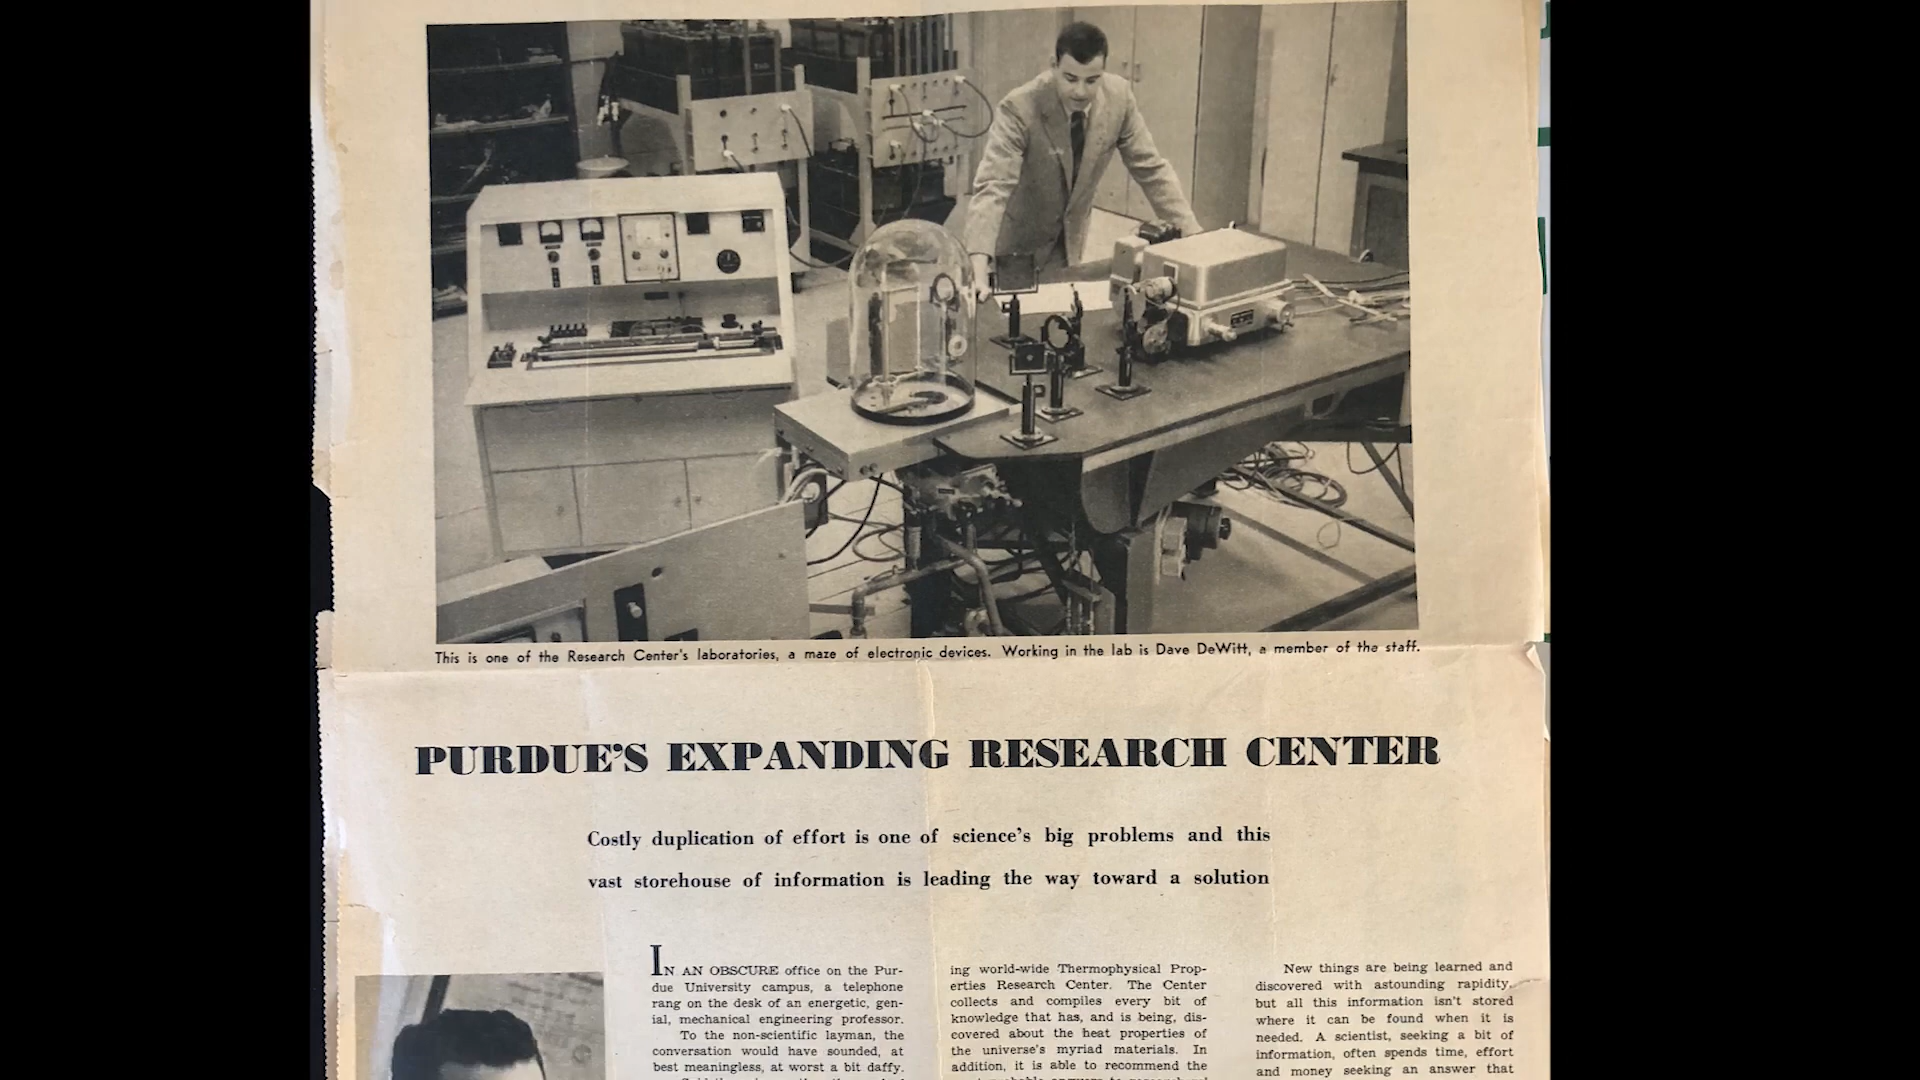 This is one of the Research Center's laboratories, a maze of electronic devices. Working in the lab is Dave DeWitt, a member of the staff.
PURDUE'S EXPANDING RESEARCH CENTER
Costly duplication of effort is one of science's big problems and this
vast storehouse of information is leading the way toward a solution
IN AN OBSCURE office on the Pur-
due University campus, a telephone
rang on the desk of an energetic, gen-
ial, mechanical engineering professor.
To the non-scientific layman, the
conversation would have sounded, at
best meaningless, at worst a bit daffy.
ing world-wide Thermophysical Prop-
erties Research Center. The Center
collects and compiles every bit of
knowledge that has, and is being, dis-
covered about the heat properties of
the universe's myriad materials. In
addition, it is able to recommend the
New things are being learned and
discovered with astounding rapidity,
but all this information isn't stored
where it can be found when it is
needed. A scientist, seeking a bit of
information, often spends time, effort
and money seeking an answer that